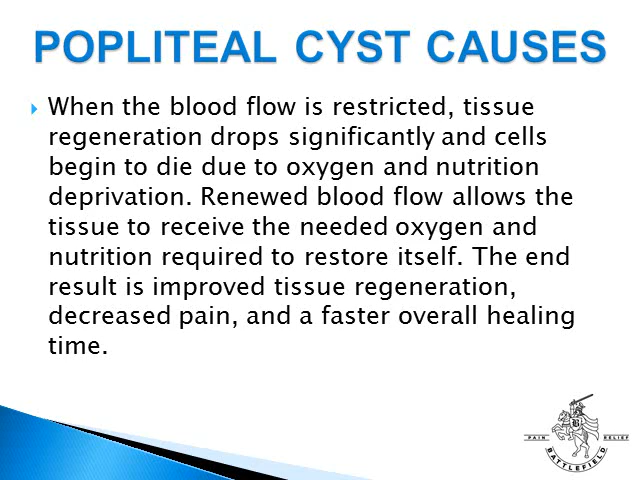 POPLITEAL CYST CAUSES
When the blood flow is restricted, tissue
regeneration drops significantly and cells
begin to die due to oxygen and nutrition
deprivation. Renewed blood flow allows the
tissue to receive the needed oxygen and
nutrition required to restore itself. The end
result is improved tissue regeneration,
decreased pain, and a faster overall healing
time.
B
PAIN RELIEF
BATTLEFIELD